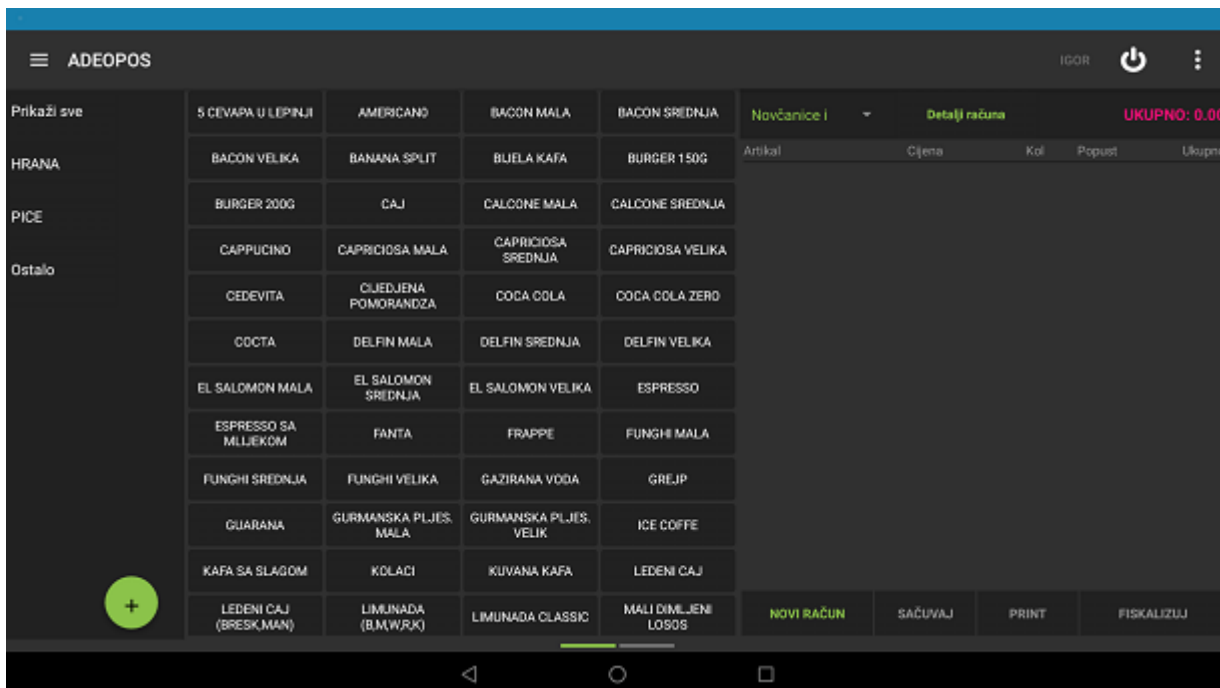 ADEOPOS
IGOR
Prikaži sve
HRANA
PICE
Ostalo
5 CEVAPA U LEPINJI
AMERICANO
BACON MALA
BACON SREDNJA
BACON VELIKA
BANANA SPLIT
BIJELA KAFA
BURGER 150G
BURGER 200G
CAJ
CALCONE MALA
CALCONE SREDNJA
CAPPUCINO
CAPRICIOSA MALA
CAPRICIOSA
SREDNJA
CAPRICIOSA VELIKA
CEDEVITA
CIJEDJENA
POMORANDZA
COCA COLA
COCA COLA ZERO
COCTA
DELFIN MALA
DELFIN SREDNJA
DELFIN VELIKA
EL SALOMON MALA
EL SALOMON
SREDNJA
EL SALOMON VELIKA
ESPRESSO
ESPRESSO SA
MLIJEKOM
FANTA
FRAPPE
FUNGHI MALA
FUNGHI SREDNJA
FUNGHI VELIKA
GAZIRANA VODA
GREJP
GUARANA
GURMANSKA PLJES.
MALA
GURMANSKA PLJES.
VELIK
ICE COFFE
KAFA SA SLAGOM
KOLACI
KUVANA KAFA
LEDENI CAJ
LEDENI CAJ
(BRESK,MAN)
LIMUNADA
(B,M,W,R,K)
LIMUNADA CLASSIC
MALI DIMLJENI
LOSOS
Novčanice i
Detalji računa
UKUPNO: 0.00
Artikal Cijena Kol Popust Ukupno
NOVI RAČUN
SAČUVAJ
PRINT
FISKALIZUJ